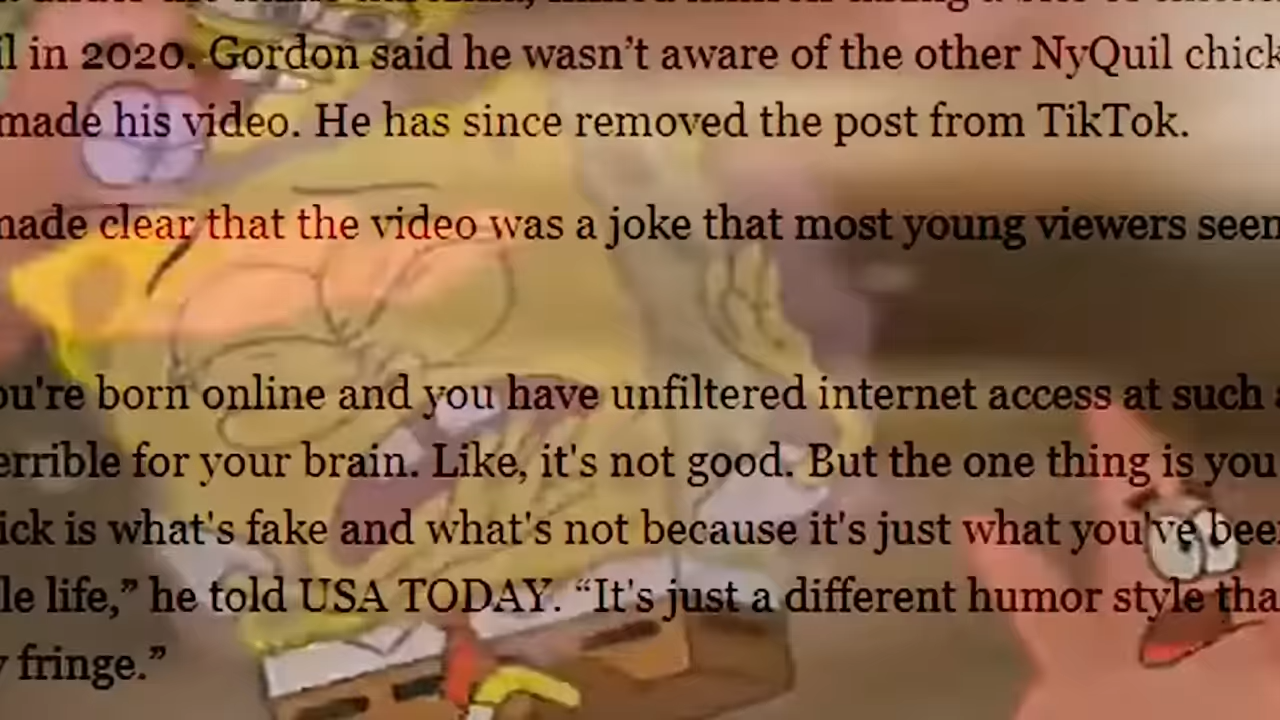 il in 2020. Gordon said he wasn’t aware of the other NyQuil chick
made his video. He has since removed the post from TikTok.
made clear that the video was a joke that most young viewers seem
ou're born online and you have unfiltered internet access at such a
errible for your brain. Like, it's not good. But the one thing is you
ick is what's fake and what's not because it's just what you've bee
le life,” he told USA TODAY. “It's just a different humor style tha
y fringe.”